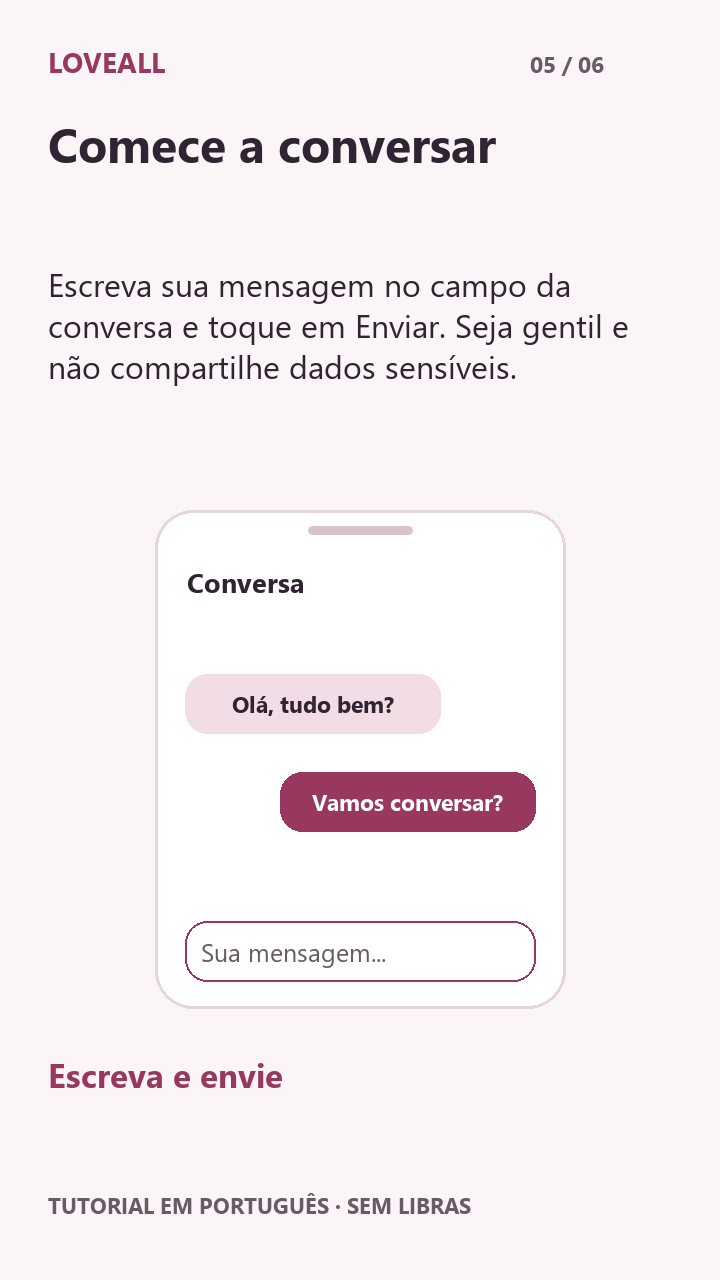 LOVEALL
05 / 06
Comece a conversar
Escreva sua mensagem no campo da
conversa e toque em Enviar. Seja gentil e
não compartilhe dados sensíveis.
Conversa
Olá, tudo bem?
Vamos conversar?
Sua mensagem...
Escreva e envie
TUTORIAL EM PORTUGUÊS · SEM LIBRAS